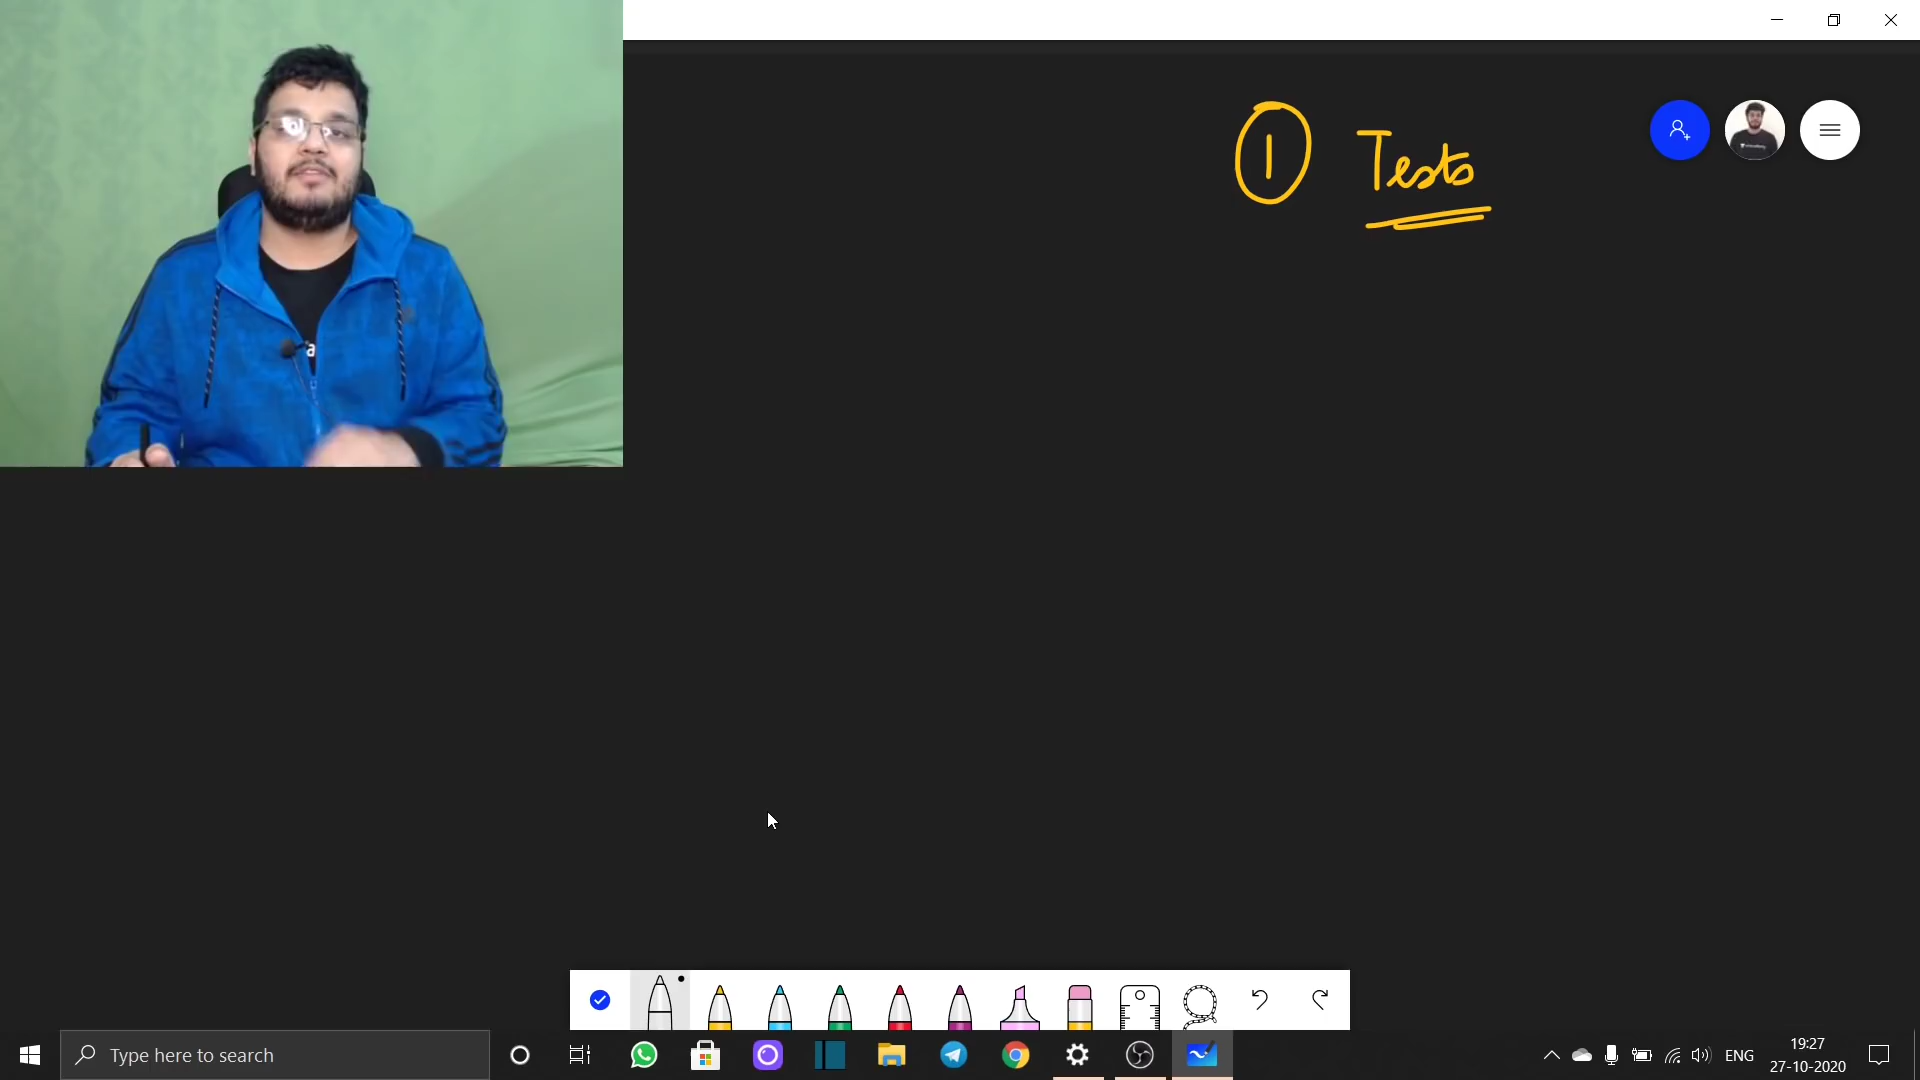 ① Tests
a
Type here to search
ENG
19:27
27-10-2020